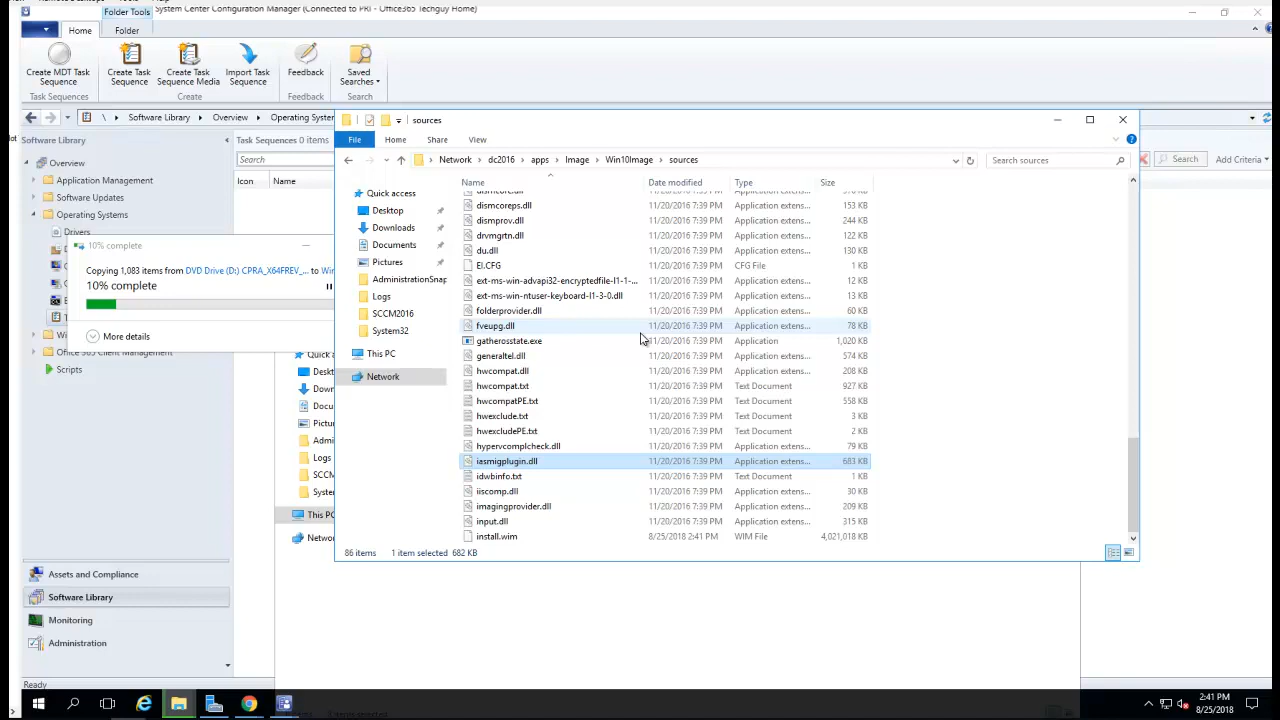 Folder Tools
System Center Configuration Manager (Connected to PRI - Office365 Techguy Home)
Home
Folder
Create MDT Task
Sequence
Create Task
Sequence
Create Task
Sequence Media
Import Task
Sequence
Feedback
Saved
Searches
Task Sequences
Create
Feedback
Search
\ Software Library Overview Operating System
Search
Add Criteria
Software Library
Overview
Application Management
Software Updates
Operating Systems
Drivers
Scripts
Task Sequences 0 items
Search
Icon Name
10% complete
Copying 1,083 items from DVD Drive (D:) CPRA_X64FREV_... to Win
10% complete
More details
Office 365 Client Management
Quick a
Deskt
Down
Docu
Pictur
Admi
Logs
SCCM
System
This PC
Netwo
Assets and Compliance
Software Library
Monitoring
Administration
Ready
sources
File
Home
Share
View
Network dc2016 apps Image Win10Image sources
Search sources
Quick access
Desktop
Downloads
Documents
Pictures
AdministrationSnap
Logs
SCCM2016
System32
This PC
Network
Name Date modified Type Size
dismcoreps.dll 11/20/2016 7:39 PM Application extens... 153 KB
dismprov.dll 11/20/2016 7:39 PM Application extens... 244 KB
drvmgrtn.dll 11/20/2016 7:39 PM Application extens... 122 KB
du.dll 11/20/2016 7:39 PM Application extens... 130 KB
EI.CFG 11/20/2016 7:39 PM CFG File 1 KB
ext-ms-win-advapi32-encryptedfile-l1-1-... 11/20/2016 7:39 PM Application extens... 12 KB
ext-ms-win-ntuser-keyboard-l1-3-0.dll 11/20/2016 7:39 PM Application extens... 13 KB
folderprovider.dll 11/20/2016 7:39 PM Application extens... 60 KB
fveupg.dll 11/20/2016 7:39 PM Application extens... 78 KB
gatherosstate.exe 11/20/2016 7:39 PM Application 1,020 KB
generaltel.dll 11/20/2016 7:39 PM Application extens... 574 KB
hwcompat.dll 11/20/2016 7:39 PM Application extens... 208 KB
hwcompat.txt 11/20/2016 7:39 PM Text Document 927 KB
hwcompatPE.txt 11/20/2016 7:39 PM Text Document 558 KB
hwexclude.txt 11/20/2016 7:39 PM Text Document 3 KB
hwexcludePE.txt 11/20/2016 7:39 PM Text Document 2 KB
hypervcomplcheck.dll 11/20/2016 7:39 PM Application extens... 79 KB
iasmigplugin.dll 11/20/2016 7:39 PM Application extens... 683 KB
idwbinfo.txt 11/20/2016 7:39 PM Text Document 1 KB
iiscomp.dll 11/20/2016 7:39 PM Application extens... 30 KB
imagingprovider.dll 11/20/2016 7:39 PM Application extens... 209 KB
input.dll 11/20/2016 7:39 PM Application extens... 315 KB
install.wim 8/25/2018 2:41 PM WIM File 4,021,018 KB
86 items 1 item selected 682 KB
2:41 PM
8/25/2018